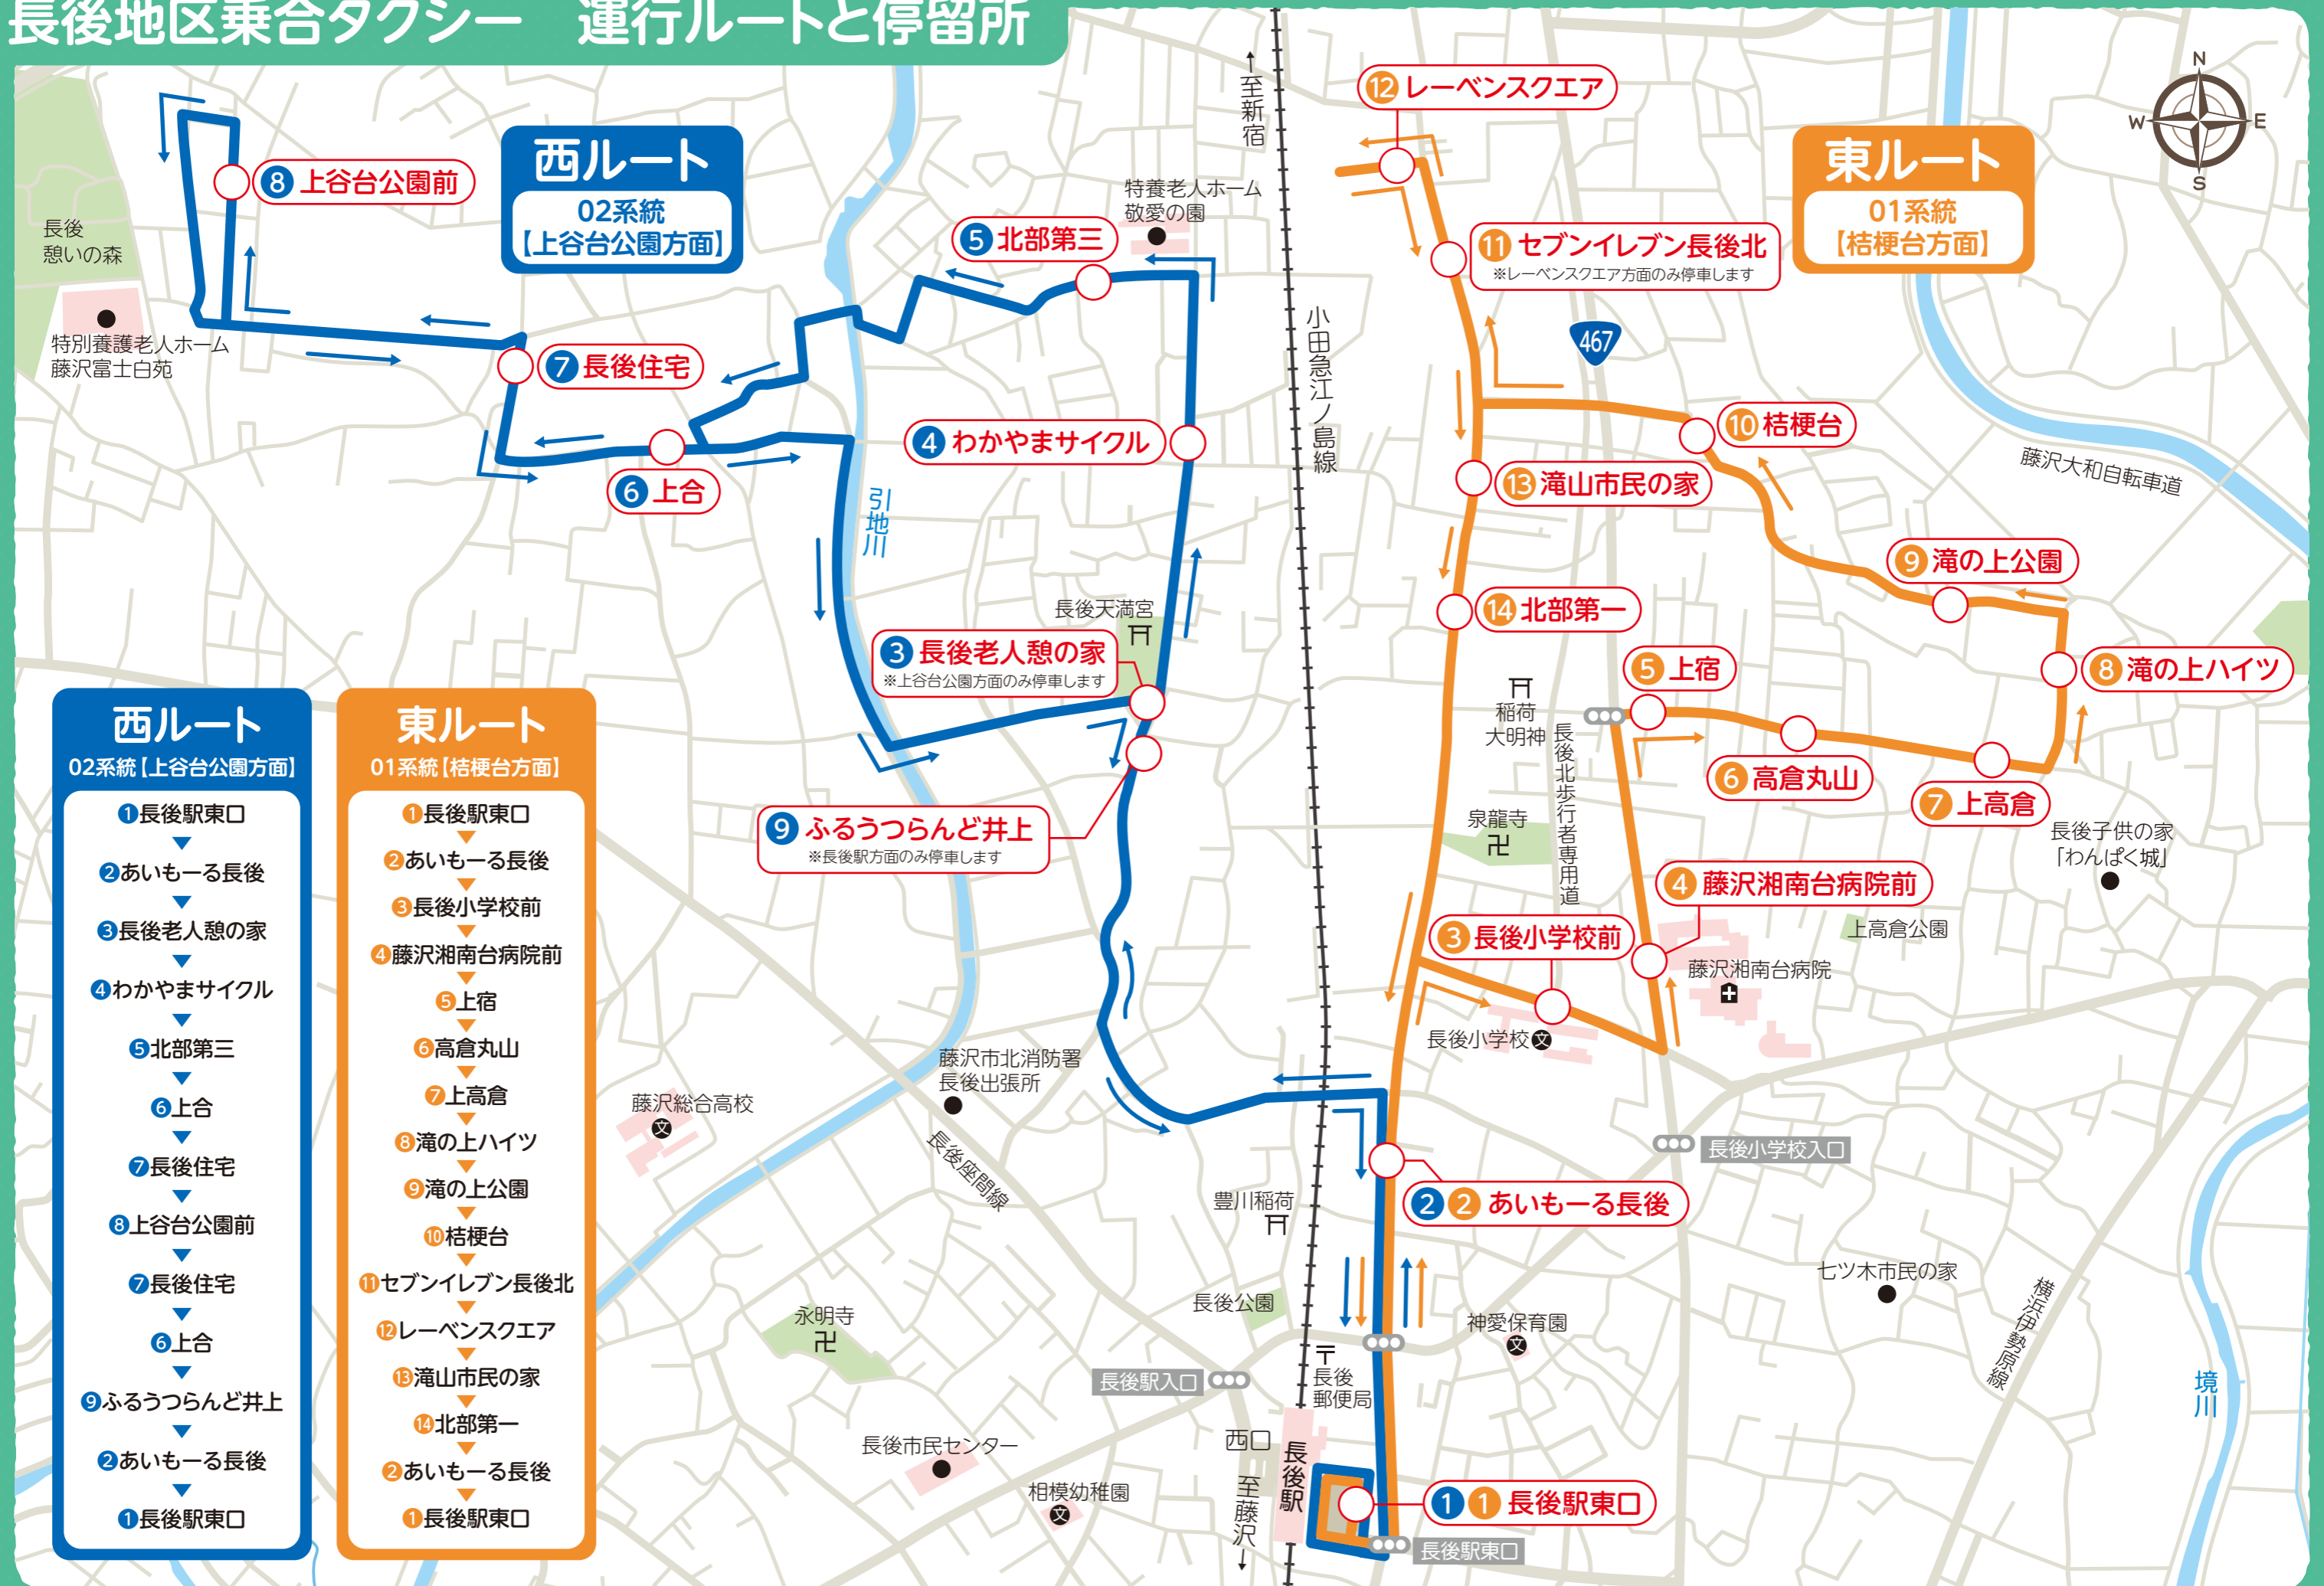 長後地区乗合タクシー　運行ルートと停留所
N
W
E
S
西ルート
02系統
【上谷台公園方面】
東ルート
01系統
【桔梗台方面】
↑至新宿
小田急江ノ島線
467
12 レーベンスクエア
11 セブンイレブン長後北
※レーベンスクエア方面のみ停車します
8 上谷台公園前
長後
憩いの森
特別養護老人ホーム
藤沢富士白苑
特養老人ホーム
敬愛の園
5 北部第三
7 長後住宅
4 わかやまサイクル
6 上合
引地川
10 桔梗台
藤沢大和自転車道
13 滝山市民の家
9 滝の上公園
14 北部第一
長後天満宮
3 長後老人憩の家
※上谷台公園方面のみ停車します
5 上宿
8 滝の上ハイツ
稲荷
大明神
長後北歩行者専用道
6 高倉丸山
7 上高倉
9 ふるうつらんど井上
※長後駅方面のみ停車します
泉龍寺
長後子供の家
「わんぱく城」
4 藤沢湘南台病院前
3 長後小学校前
上高倉公園
藤沢湘南台病院
長後小学校 文
藤沢市北消防署
長後出張所
藤沢総合高校
文
長後座間線
長後小学校入口
豊川稲荷
2 2 あいもーる長後
七ツ木市民の家
横浜伊勢原線
境川
長後公園
神愛保育園
文
永明寺
長後駅入口
〒
長後
郵便局
長後市民センター
西口
長後駅
至藤沢↓
相模幼稚園
文
1 1 長後駅東口
長後駅東口
西ルート
02系統【上谷台公園方面】
1長後駅東口
2あいもーる長後
3長後老人憩の家
4わかやまサイクル
5北部第三
6上合
7長後住宅
8上谷台公園前
7長後住宅
6上合
9ふるうつらんど井上
2あいもーる長後
1長後駅東口
東ルート
01系統【桔梗台方面】
1長後駅東口
2あいもーる長後
3長後小学校前
4藤沢湘南台病院前
5上宿
6高倉丸山
7上高倉
8滝の上ハイツ
9滝の上公園
10桔梗台
11セブンイレブン長後北
12レーベンスクエア
13滝山市民の家
14北部第一
2あいもーる長後
1長後駅東口